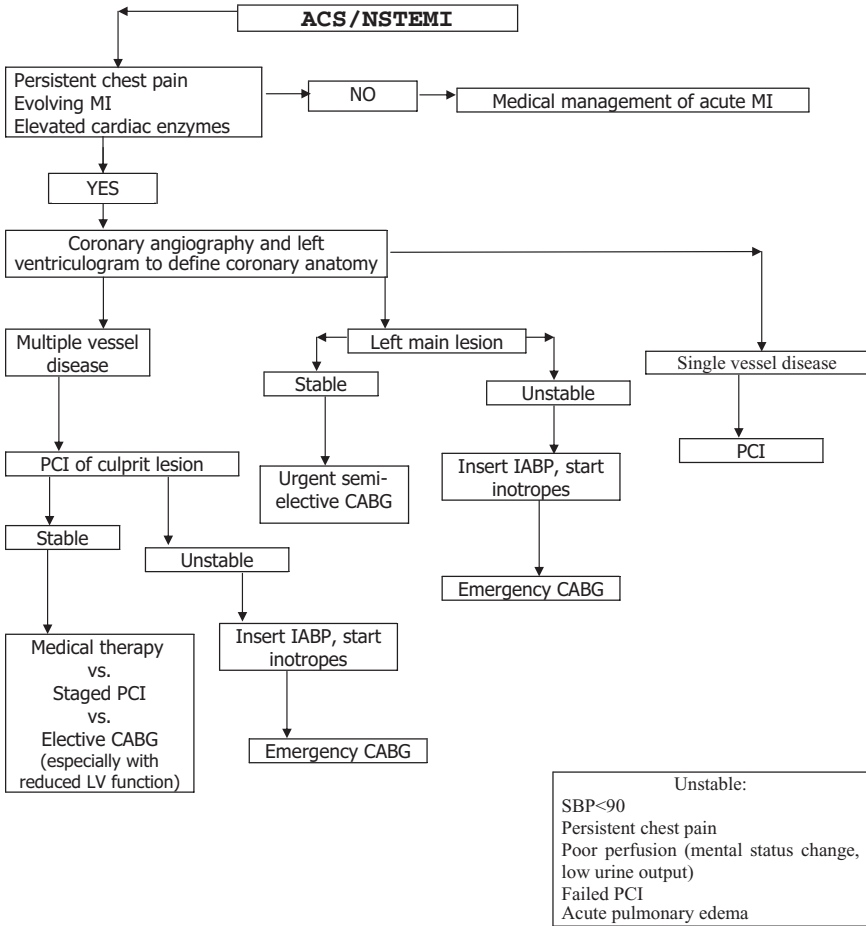 ACS/NSTEMI
Persistent chest pain
Evolving MI
Elevated cardiac enzymes
NO
Medical management of acute MI
YES
Coronary angiography and left
ventriculogram to define coronary anatomy
Multiple vessel
disease
Left main lesion
Single vessel disease
Stable
Unstable
PCI
PCI of culprit lesion
Urgent semi-
elective CABG
Insert IABP, start
inotropes
Stable
Unstable
Emergency CABG
Medical therapy
vs.
Staged PCI
vs.
Elective CABG
(especially with
reduced LV function)
Insert IABP, start
inotropes
Emergency CABG
Unstable:
SBP<90
Persistent chest pain
Poor perfusion (mental status change,
low urine output)
Failed PCI
Acute pulmonary edema